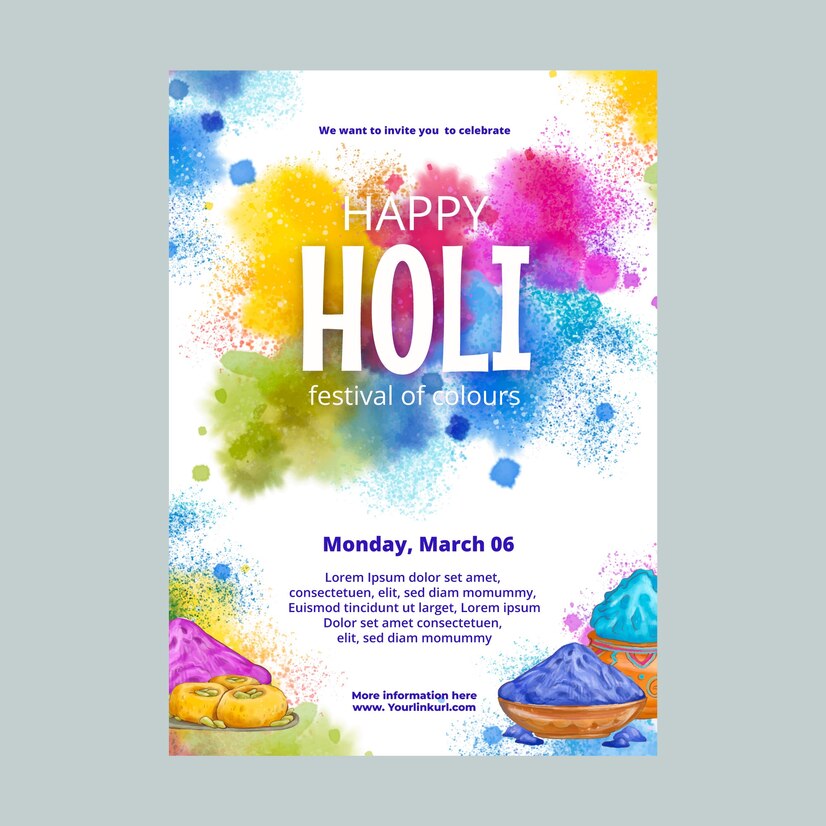 We want to invite you  to celebrate
HAPPY
HOLI
festival of colours
Monday, March 06
Lorem Ipsum dolor set amet,
consectetuen, elit, sed diam momummy,
Euismod tincidunt ut larget, Lorem ipsum
Dolor set amet consectetuen,
elit, sed diam momummy
More information here
www. Yourlinkurl.com